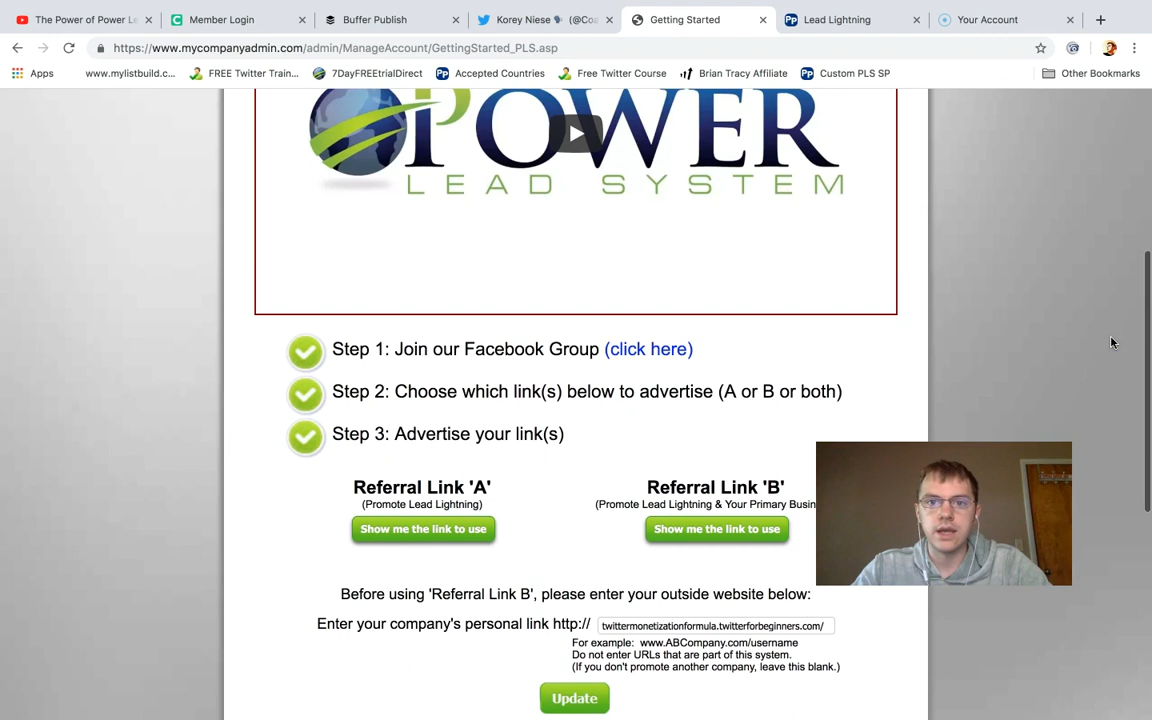 The Power of Power Le
Member Login
Buffer Publish
Korey Niese 🗣 (@Coa
Getting Started
Lead Lightning
Your Account
https://www.mycompanyadmin.com/admin/ManageAccount/GettingStarted_PLS.asp
Apps
www.mylistbuild.c...
FREE Twitter Train...
7DayFREEtrialDirect
Accepted Countries
Free Twitter Course
Brian Tracy Affiliate
Custom PLS SP
Other Bookmarks
POWER
LEAD SYSTEM
Step 1: Join our Facebook Group (click here)
Step 2: Choose which link(s) below to advertise (A or B or both)
Step 3: Advertise your link(s)
Referral Link 'A'
(Promote Lead Lightning)
Show me the link to use
Referral Link 'B'
(Promote Lead Lightning & Your Primary Busin
Show me the link to use
Before using 'Referral Link B', please enter your outside website below:
Enter your company's personal link http://
twittermonetizationformula.twitterforbeginners.com/
For example: www.ABCompany.com/username
Do not enter URLs that are part of this system.
(If you don't promote another company, leave this blank.)
Update